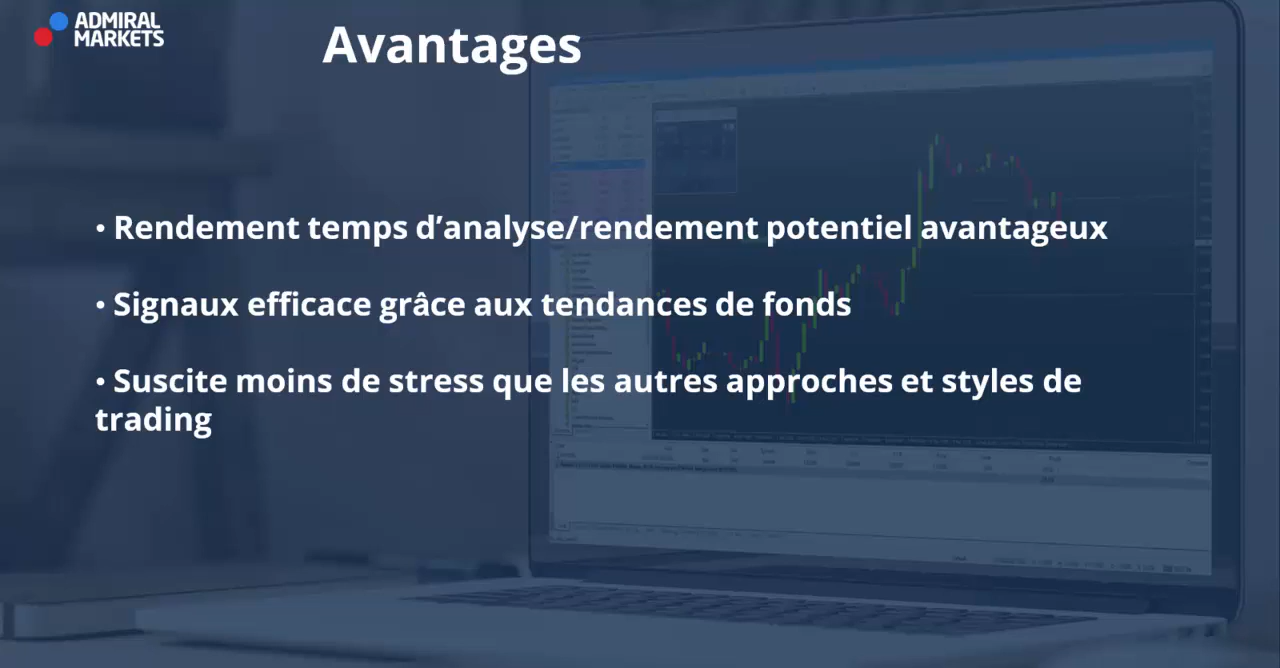 ADMIRAL
MARKETS
Avantages
• Rendement temps d’analyse/rendement potentiel avantageux
• Signaux efficace grâce aux tendances de fonds
• Suscite moins de stress que les autres approches et styles de
trading